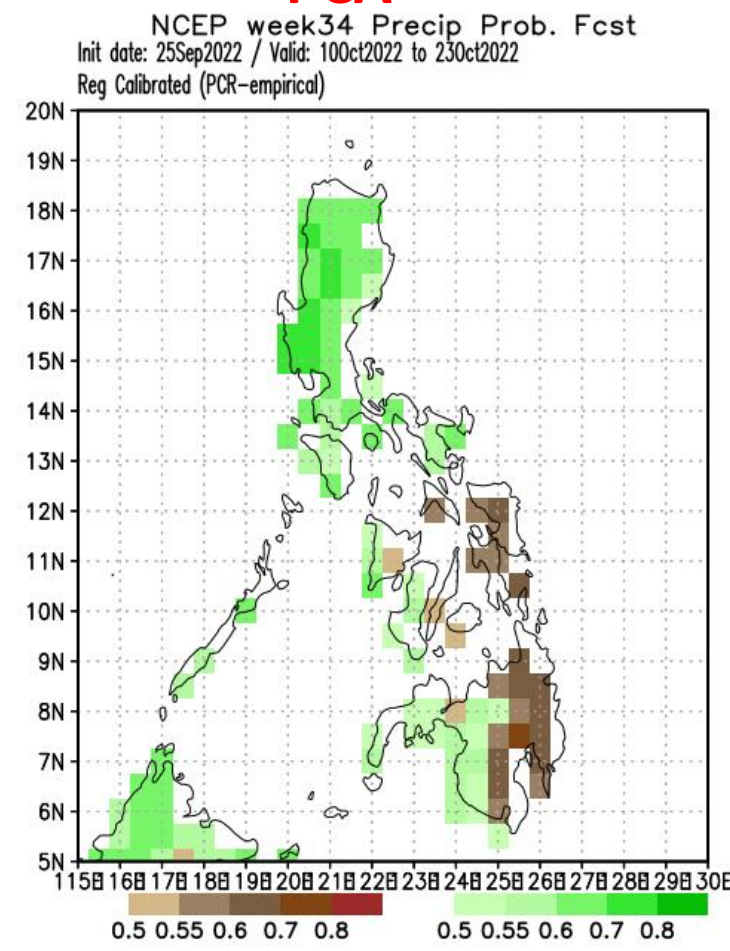 NCEP week34 Precip Prob. Fcst
Init date: 25Sep2022 / Valid: 10Oct2022 to 23Oct2022
Reg Calibrated (PCR-empirical)
20N
19N
18N
17N
16N
15N
14N
13N
12N
11N
10N
9N
8N
7N
6N
5N
115E 116E 117E 118E 119E 120E 121E 122E 123E 124E 125E 126E 127E 128E 129E 130E
0.5 0.55 0.6 0.7 0.8 0.5 0.55 0.6 0.7 0.8